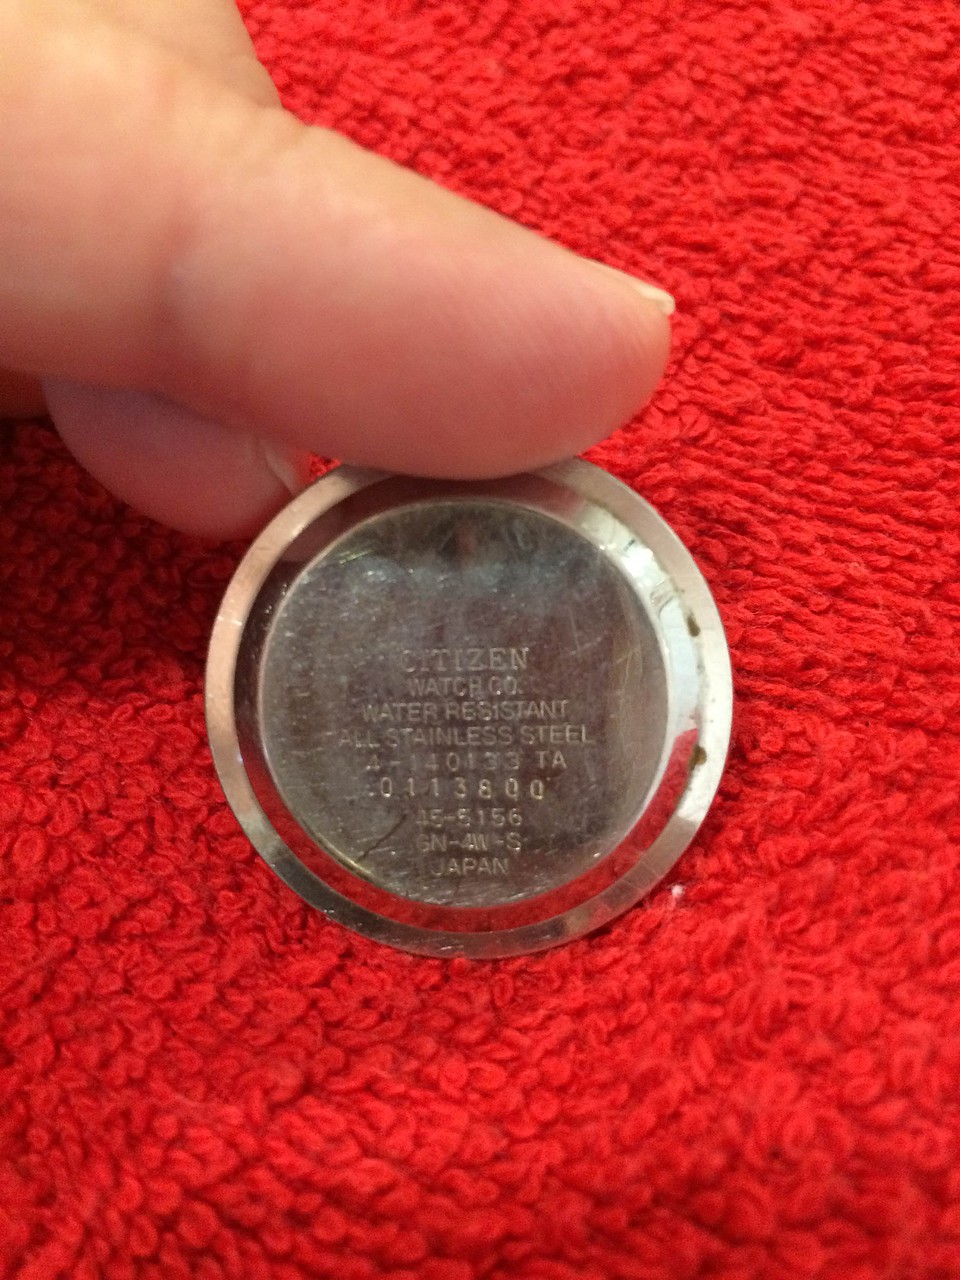 CITIZEN
WATCH CO.
WATER RESISTANT
ALL STAINLESS STEEL
4-140133 TA
0113800
45-5156
GN-4W-S
JAPAN